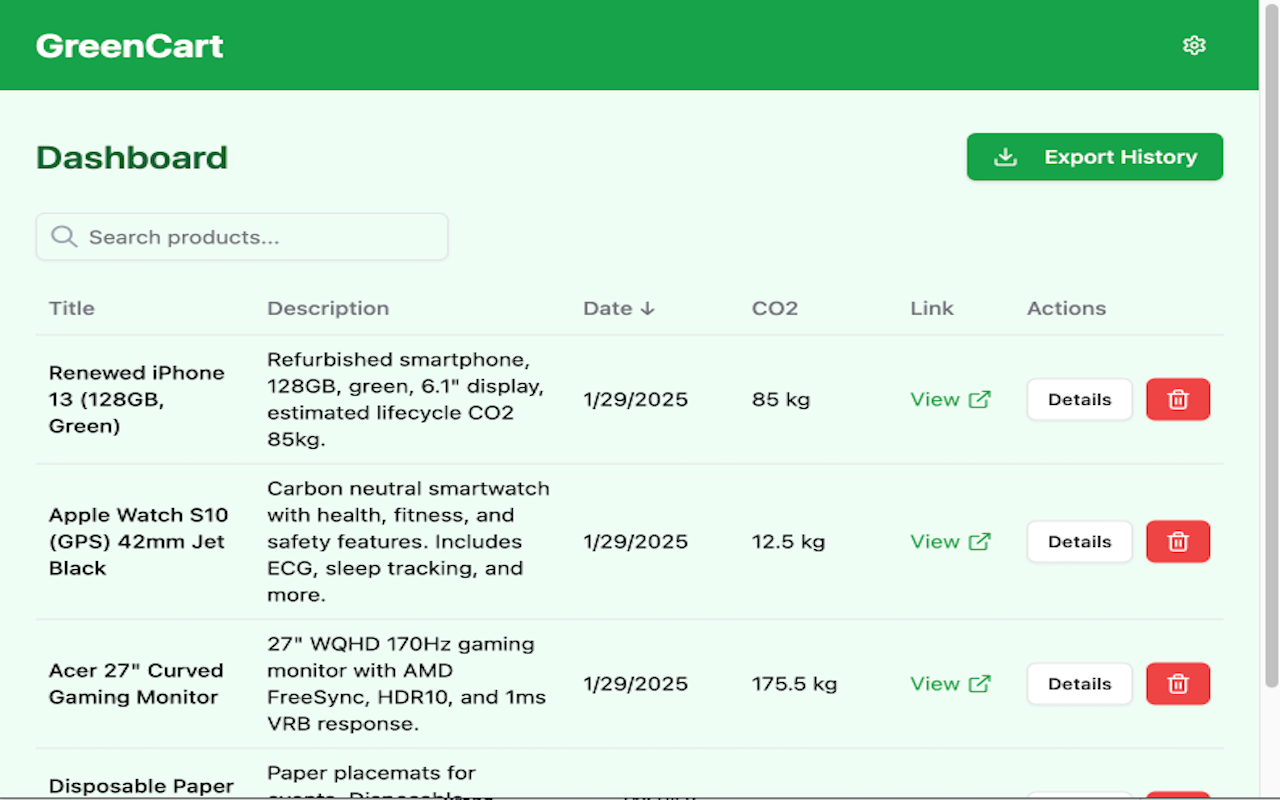 GreenCart
Dashboard
Export History
Search products...
Title Description Date ↓ CO2 Link Actions
Renewed iPhone
13 (128GB,
Green)
Refurbished smartphone,
128GB, green, 6.1" display,
estimated lifecycle CO2
85kg.
1/29/2025
85 kg
View
Details
Apple Watch S10
(GPS) 42mm Jet
Black
Carbon neutral smartwatch
with health, fitness, and
safety features. Includes
ECG, sleep tracking, and
more.
1/29/2025
12.5 kg
View
Details
Acer 27" Curved
Gaming Monitor
27" WQHD 170Hz gaming
monitor with AMD
FreeSync, HDR10, and 1ms
VRB response.
1/29/2025
175.5 kg
View
Details
Disposable Paper
Paper placemats for
events. Disposable